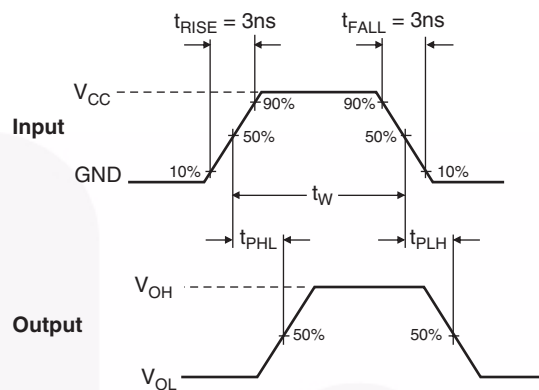 tRISE = 3ns tFALL = 3ns
VCC 90% 90%
Input 50% 50%
GND 10% 10%
tW
tPHL tPLH
VOH
Output 50% 50%
VOL